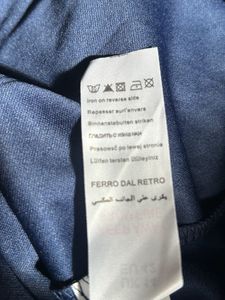 Iron on reverse side
Repasser sur l'envers
Binnenstebuiten strijken
Гладить с изнанки
Prasować po lewej stronie
Lütfen tersten ütüleyiniz
FERRO DAL RETRO
يكوى على الجانب العكسي